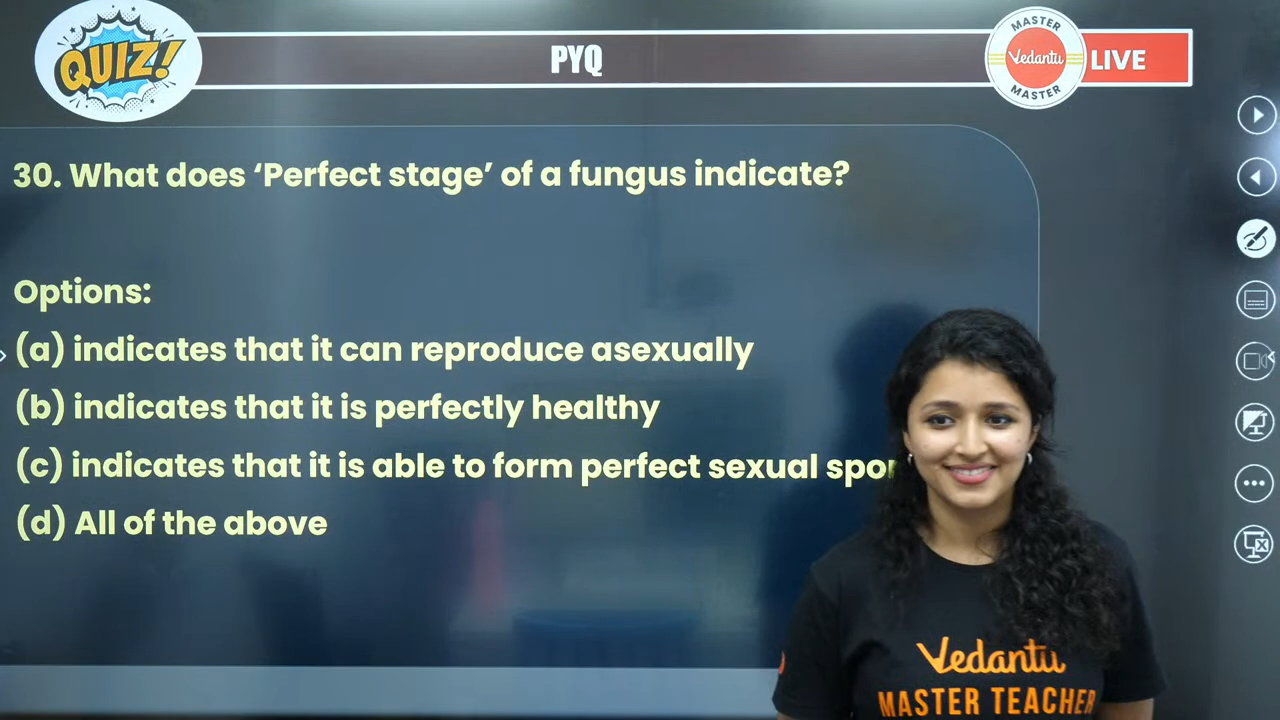 QUIZ!
PYQ
MASTER
Vedantu
MASTER
LIVE
30. What does ‘Perfect stage’ of a fungus indicate?
Options:
(a) indicates that it can reproduce asexually
(b) indicates that it is perfectly healthy
(c) indicates that it is able to form perfect sexual
(d) All of the above
Vedantu
MASTER TEACHER